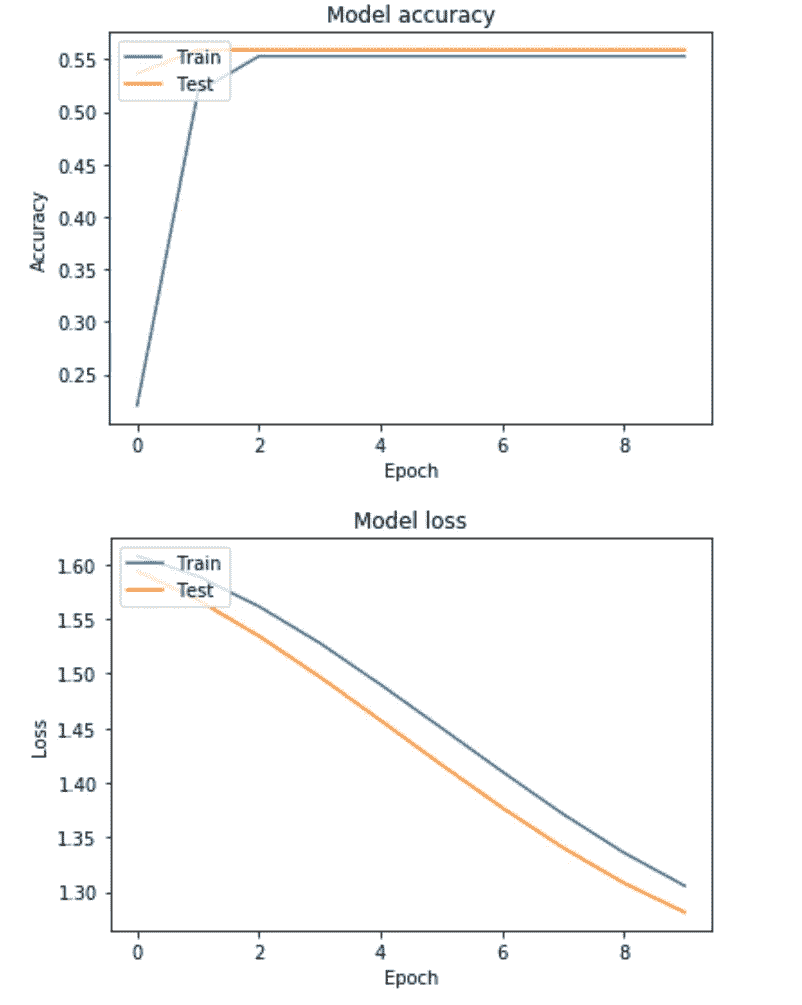 Model accuracy
Train
Test
0.55
0.50
0.45
0.40
0.35
0.30
0.25
Accuracy
0 2 4 6 8
Epoch
Model loss
Train
Test
1.60
1.55
1.50
1.45
1.40
1.35
1.30
Loss
0 2 4 6 8
Epoch